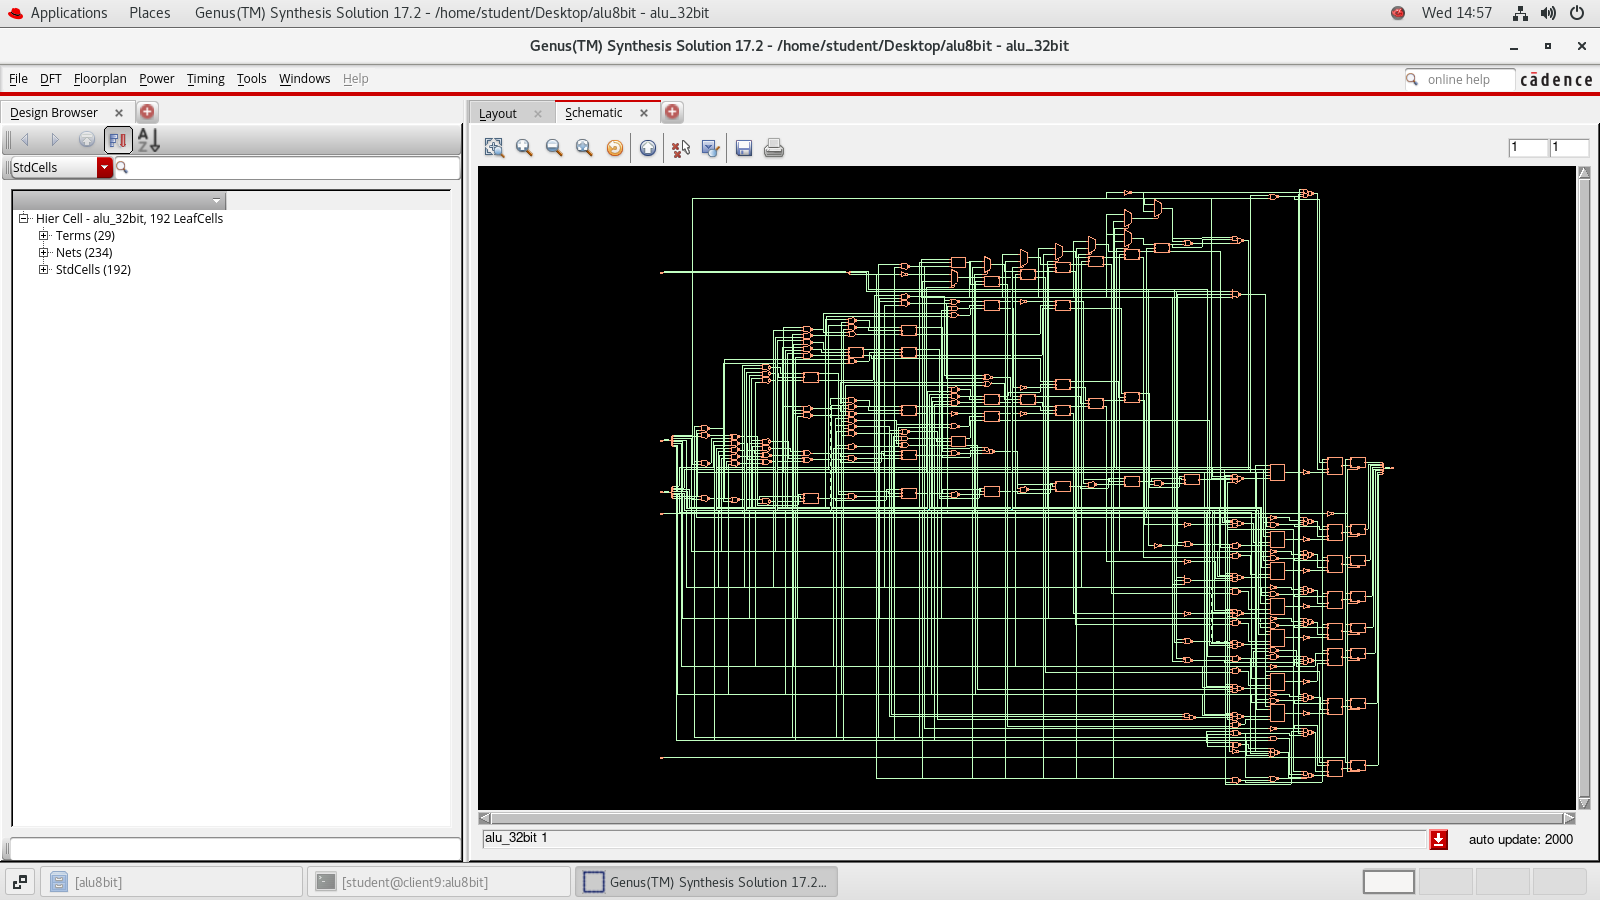 Applications Places Genus(TM) Synthesis Solution 17.2 - /home/student/Desktop/alu8bit - alu_32bit Wed 14:57
Genus(TM) Synthesis Solution 17.2 - /home/student/Desktop/alu8bit - alu_32bit
File DFT Floorplan Power Timing Tools Windows Help online help cādence
Design Browser Layout Schematic
1 1
StdCells
Hier Cell - alu_32bit, 192 LeafCells
Terms (29)
Nets (234)
StdCells (192)
alu_32bit 1 auto update: 2000
[alu8bit] [student@client9:alu8bit] Genus(TM) Synthesis Solution 17.2...